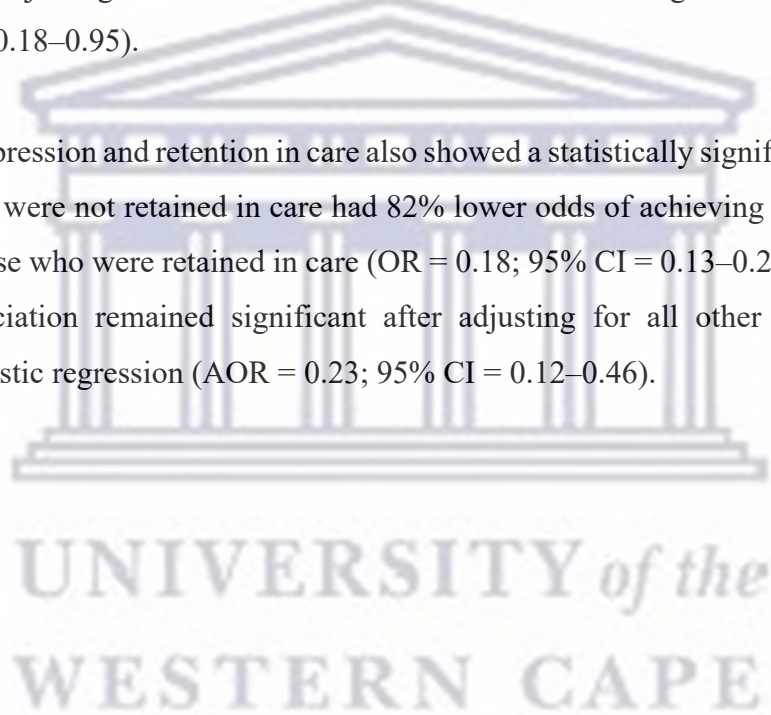 0.18–0.95).
pression and retention in care also showed a statistically signif
were not retained in care had 82% lower odds of achieving
se who were retained in care (OR = 0.18; 95% CI = 0.13–0.2
ciation remained significant after adjusting for all other
stic regression (AOR = 0.23; 95% CI = 0.12–0.46).
UNIVERSITY of the
WESTERN CAPE